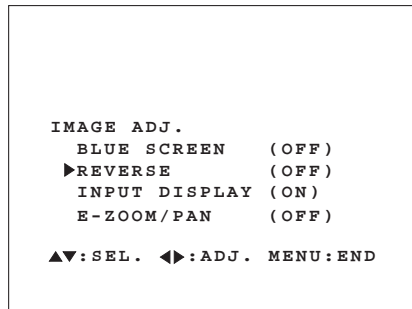 IMAGE ADJ.
BLUE SCREEN (OFF)
▶REVERSE (OFF)
INPUT DISPLAY (ON)
E-ZOOM/PAN (OFF)
▲▼:SEL. ◀▶:ADJ. MENU:END